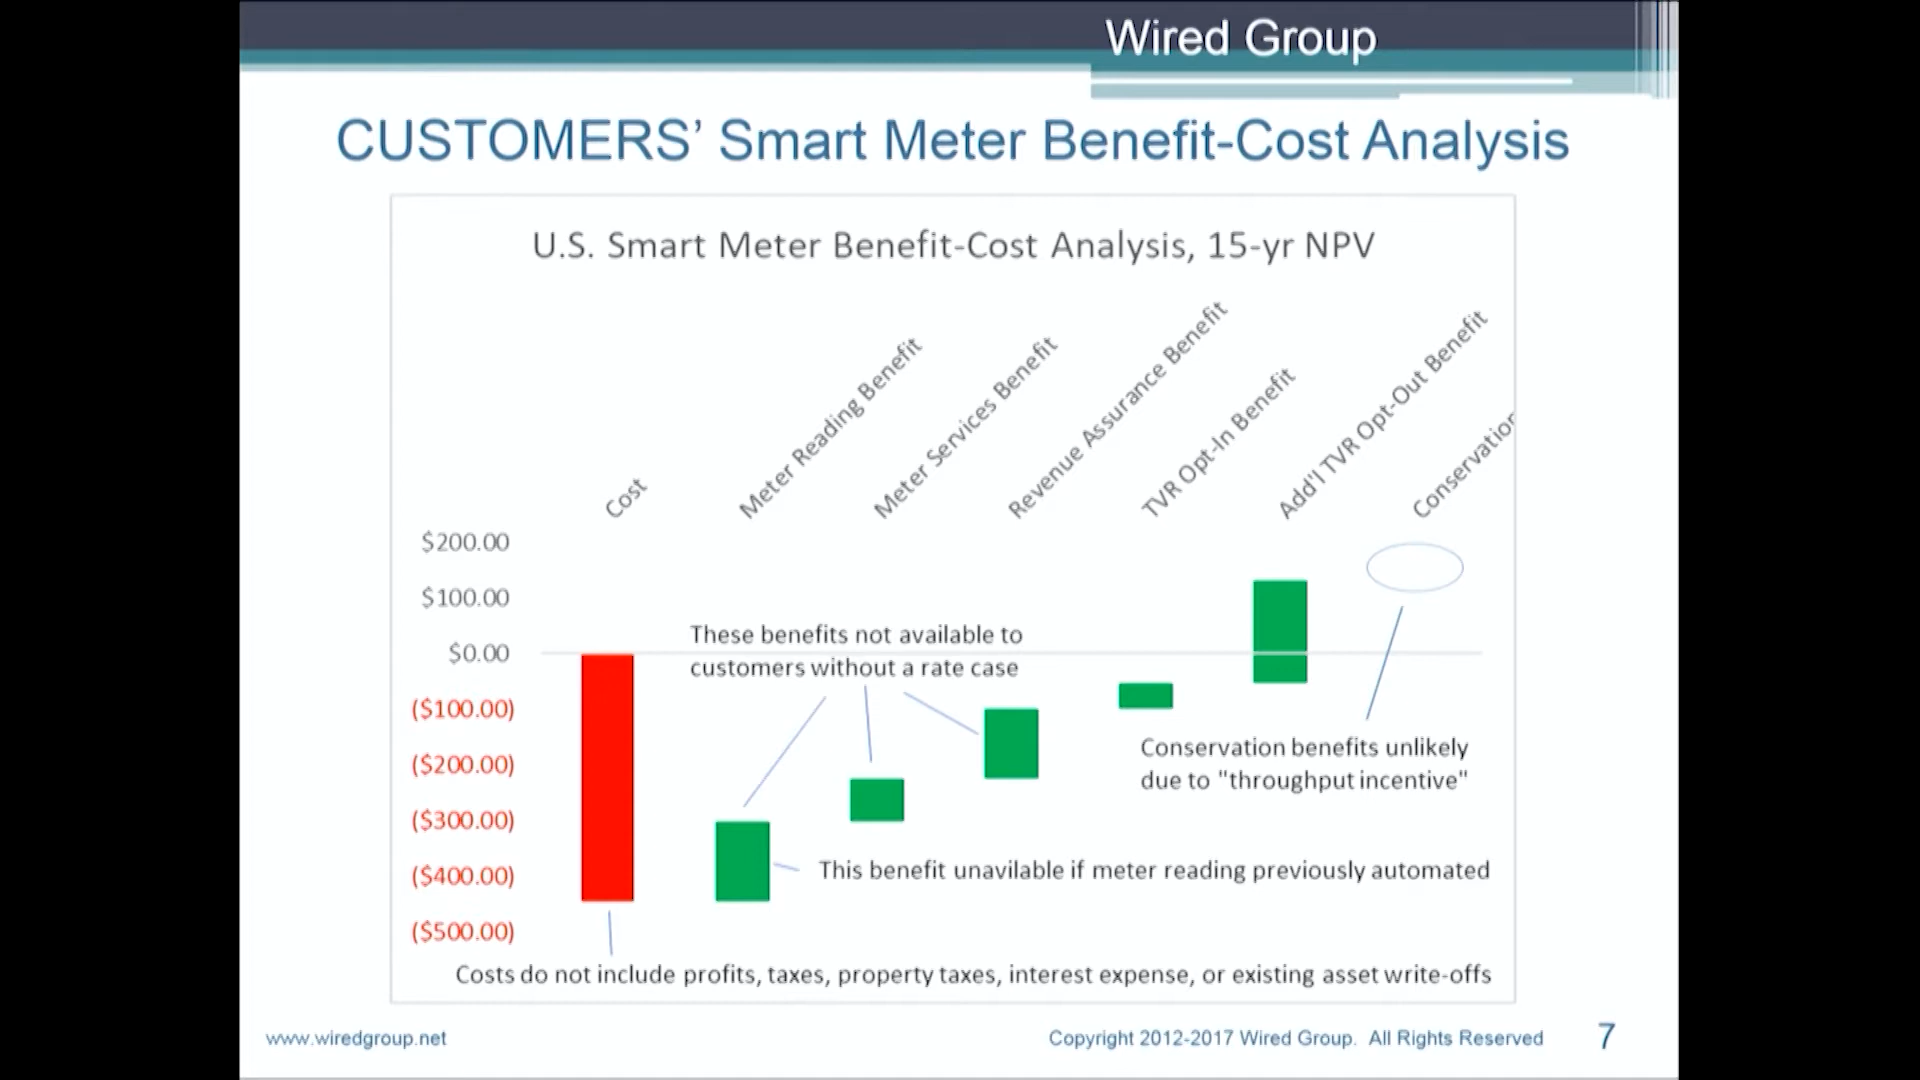 Wired Group
CUSTOMERS’ Smart Meter Benefit-Cost Analysis
U.S. Smart Meter Benefit-Cost Analysis, 15-yr NPV
Cost
Meter Reading Benefit
Meter Services Benefit
Revenue Assurance Benefit
TVR Opt-In Benefit
Add'l TVR Opt-Out Benefit
Conservation
$200.00
$100.00
$0.00
($100.00)
($200.00)
($300.00)
($400.00)
($500.00)
These benefits not available to
customers without a rate case
Conservation benefits unlikely
due to "throughput incentive"
This benefit unavilable if meter reading previously automated
Costs do not include profits, taxes, property taxes, interest expense, or existing asset write-offs
www.wiredgroup.net
Copyright 2012-2017 Wired Group. All Rights Reserved
7